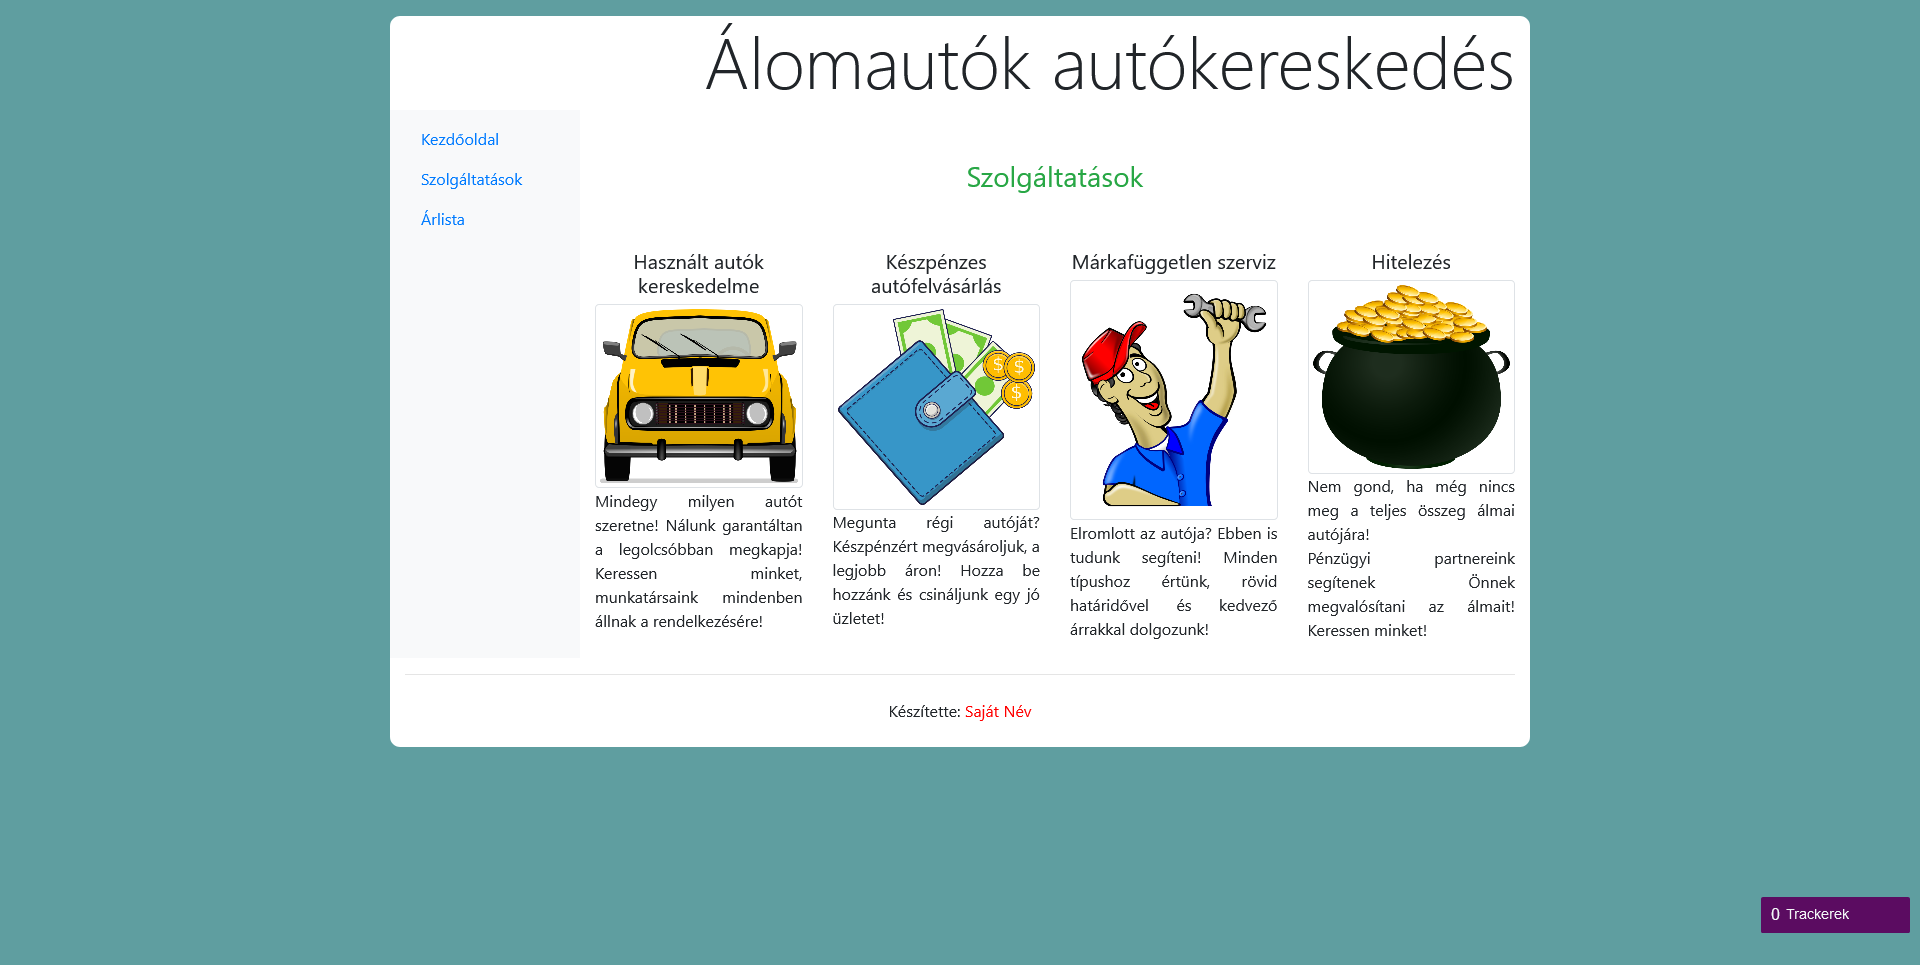 Álomautók autókereskedés
Kezdőoldal
Szolgáltatások
Árlista
Szolgáltatások
Használt autók
kereskedelme
Mindegy milyen autót
szeretne! Nálunk garantáltan
a legolcsóbban megkapja!
Keressen minket,
munkatársaink mindenben
állnak a rendelkezésére!
Készpénzes
autófelvásárlás
$ $
$
Megunta régi autóját?
Készpénzért megvásároljuk, a
legjobb áron! Hozza be
hozzánk és csináljunk egy jó
üzletet!
Márkafüggetlen szerviz
Elromlott az autója? Ebben is
tudunk segíteni! Minden
típushoz értünk, rövid
határidővel és kedvező
árrakkal dolgozunk!
Hitelezés
Nem gond, ha még nincs
meg a teljes összeg álmai
autójára!
Pénzügyi partnereink
segítenek Önnek
megvalósítani az álmait!
Keressen minket!
Készítette: Saját Név
0 Trackerek